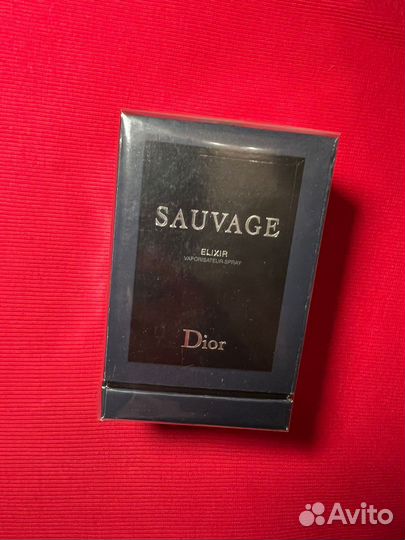 SAUVAGE
ELIXIR
VAPORISATEUR-SPRAY
Dior
Avito